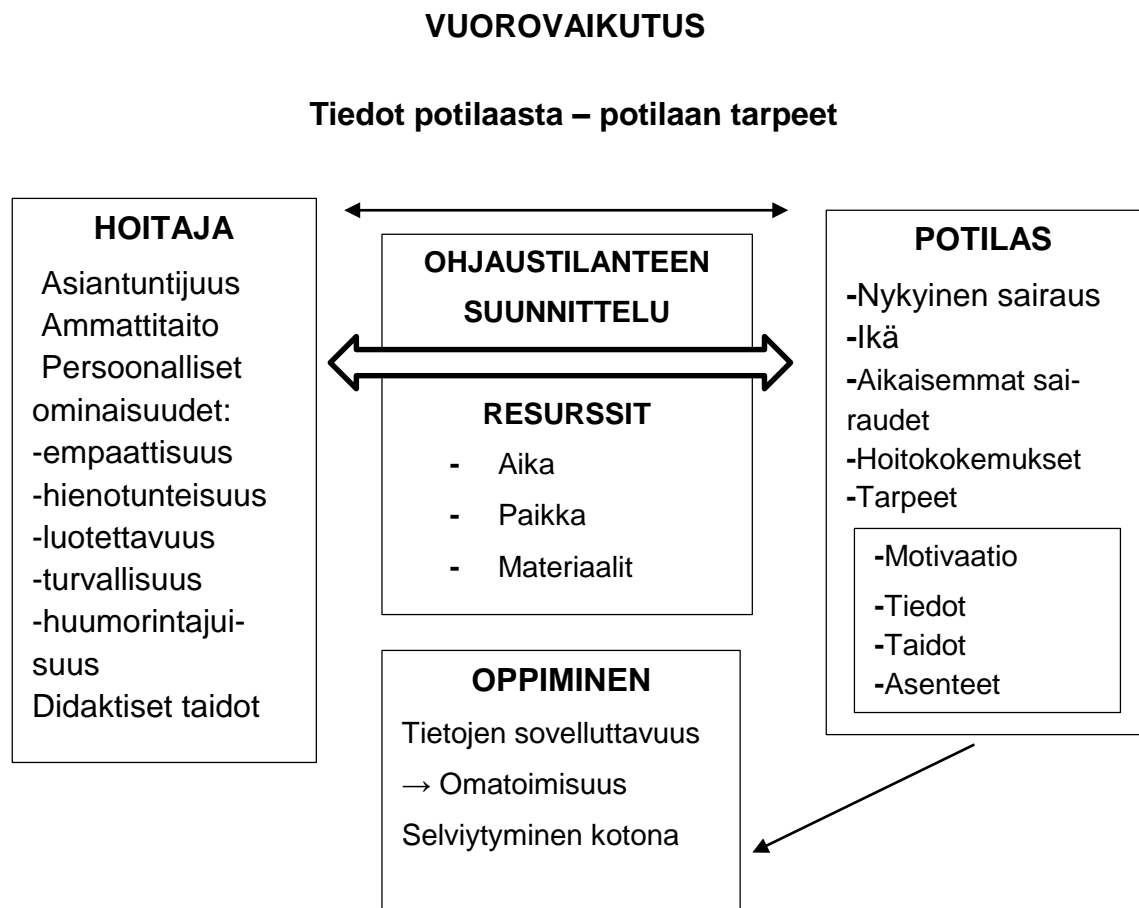 VUOROVAIKUTUS
Tiedot potilaasta – potilaan tarpeet
HOITAJA
Asiantuntijuus
Ammattitaito
Persoonalliset
ominaisuudet:
-empaattisuus
-hienotunteisuus
-luotettavuus
-turvallisuus
-huumorintajui-
suus
Didaktiset taidot
OHJAUSTILANTEEN
SUUNNITTELU
RESURSSIT
- Aika
- Paikka
- Materiaalit
OPPIMINEN
Tietojen sovelluttavuus
→ Omatoimisuus
Selviytyminen kotona
POTILAS
-Nykyinen sairaus
-Ikä
-Aikaisemmat sai-
raudet
-Hoitokokemukset
-Tarpeet
-Motivaatio
-Tiedot
-Taidot
-Asenteet